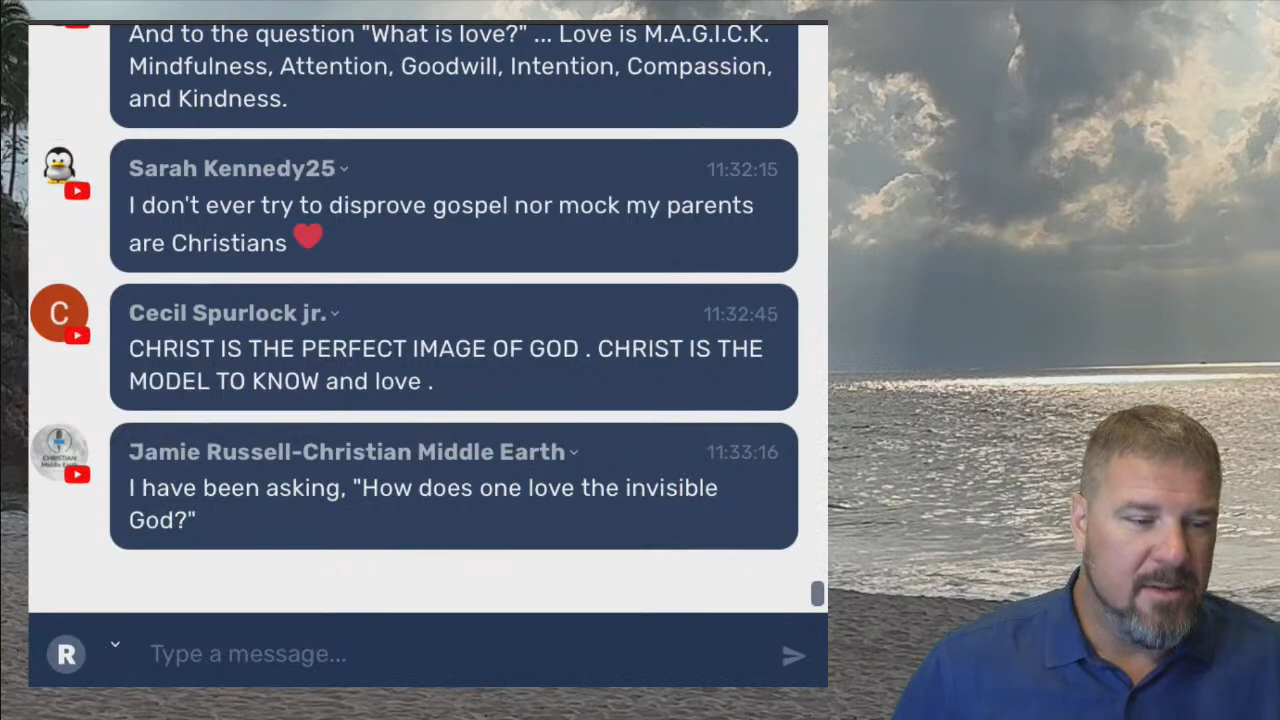 And to the question "What is love?" ... Love is M.A.G.I.C.K.
Mindfulness, Attention, Goodwill, Intention, Compassion,
and Kindness.
Sarah Kennedy25 11:32:15
I don't ever try to disprove gospel nor mock my parents
are Christians ❤️
C
Cecil Spurlock jr. 11:32:45
CHRIST IS THE PERFECT IMAGE OF GOD . CHRIST IS THE
MODEL TO KNOW and love .
CHRISTIAN
Middle Earth
Jamie Russell-Christian Middle Earth 11:33:16
I have been asking, "How does one love the invisible
God?"
R
Type a message...